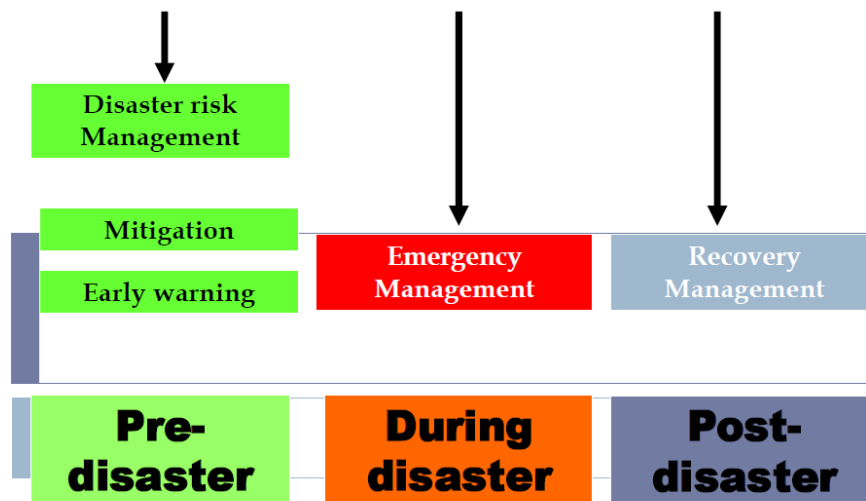 Disaster risk
Management
Mitigation
Early warning
Emergency
Management
Recovery
Management
Pre-
disaster
During
disaster
Post-
disaster